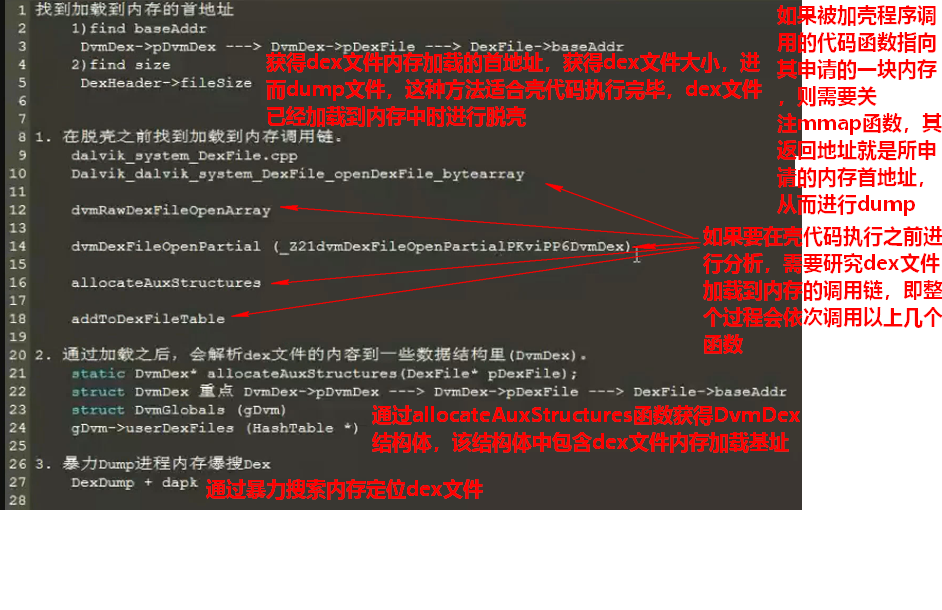 1 找到加载到内存的首地址
2 1)find baseAddr
3 DvmDex->pDvmDex ---> DvmDex->pDexFile ---> DexFile->baseAddr
4 2)find size
5 DexHeader->fileSize
6
7
8 1. 在脱壳之前找到加载到内存调用链。
9 dalvik_system_DexFile.cpp
10 Dalvik_dalvik_system_DexFile_openDexFile_bytearray
11
12 dvmRawDexFileOpenArray
13
14 dvmDexFileOpenPartial (_Z21dvmDexFileOpenPartialPKviPP6DvmDex)
15
16 allocateAuxStructures
17
18 addToDexFileTable
19
20 2. 通过加载之后，会解析dex文件的内容到一些数据结构里(DvmDex)。
21 static DvmDex* allocateAuxStructures(DexFile* pDexFile);
22 struct DvmDex 重点 DvmDex->pDvmDex ---> DvmDex->pDexFile ---> DexFile->baseAddr
23 struct DvmGlobals (gDvm)
24 gDvm->userDexFiles (HashTable *)
25
26 3. 暴力Dump进程内存爆搜Dex
27 DexDump + dapk
28
获得dex文件内存加载的首地址，获得dex文件大小，进
而dump文件，这种方法适合亮代码执行完毕，dex文件
已经加载到内存中时进行脱壳
如果被加壳程序调
用的代码函数指向
其申请的一块内存
，则需要关
注mmap函数，其
返回地址就是所申
请的内存首地址，
从而进行dump
如果要在亮代码执行之前进
行分析，需要研究dex文件
加载到内存的调用链，即整
个过程会依次调用以上几个
函数
通过allocateAuxStructures函数获得DvmDex
结构体，该结构体中包含dex文件内存加载基址
通过暴力搜索内存定位dex文件